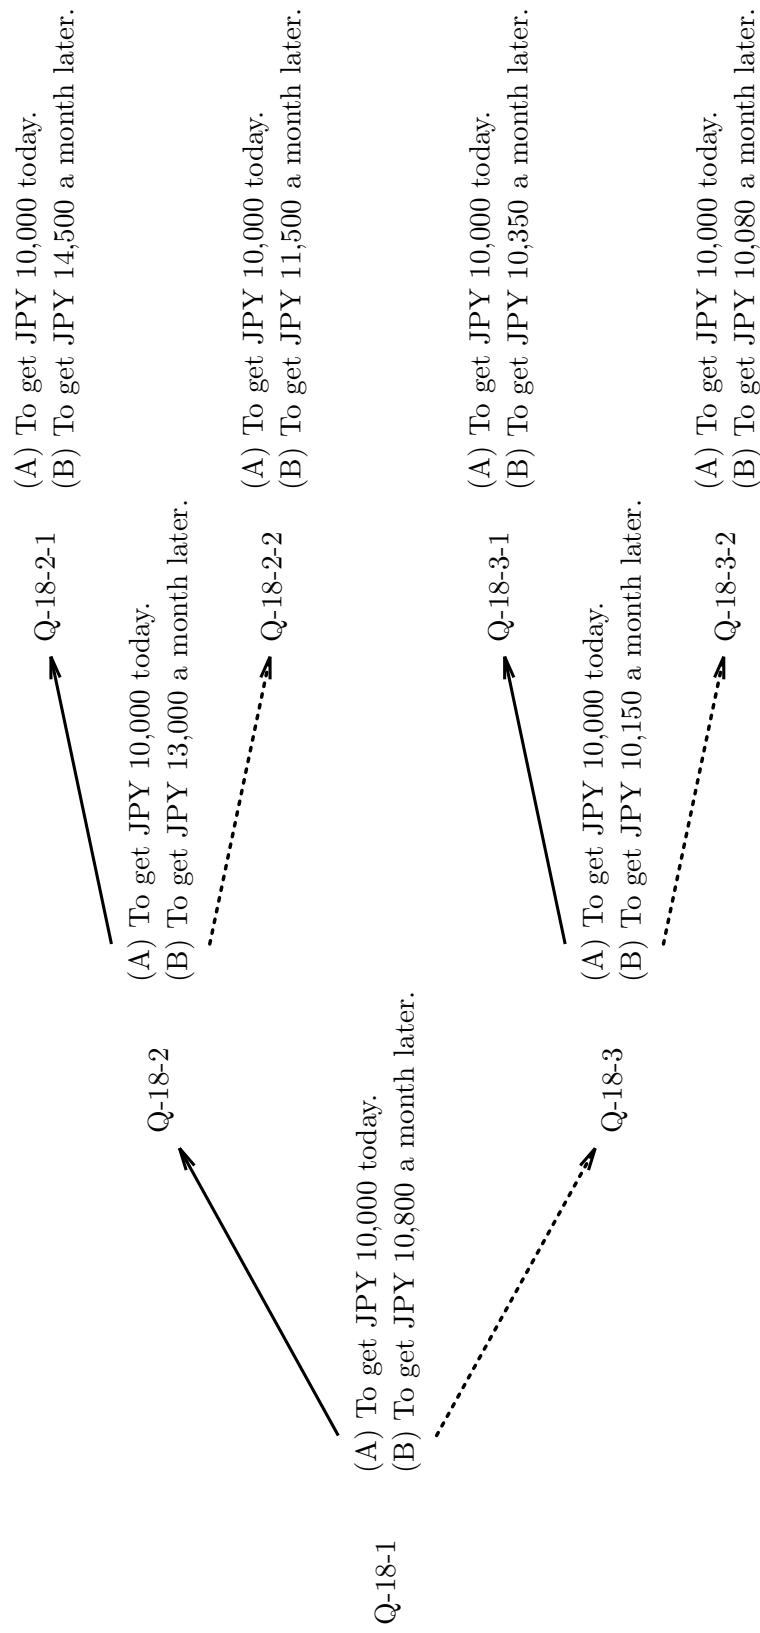 Q-18-1
(A) To get JPY 10,000 today.
(B) To get JPY 10,800 a month later.
Q-18-2
(A) To get JPY 10,000 today.
(B) To get JPY 13,000 a month later.
Q-18-3
(A) To get JPY 10,000 today.
(B) To get JPY 10,150 a month later.
Q-18-2-1
(A) To get JPY 10,000 today.
(B) To get JPY 14,500 a month later.
Q-18-2-2
(A) To get JPY 10,000 today.
(B) To get JPY 11,500 a month later.
Q-18-3-1
(A) To get JPY 10,000 today.
(B) To get JPY 10,350 a month later.
Q-18-3-2
(A) To get JPY 10,000 today.
(B) To get JPY 10,080 a month later.